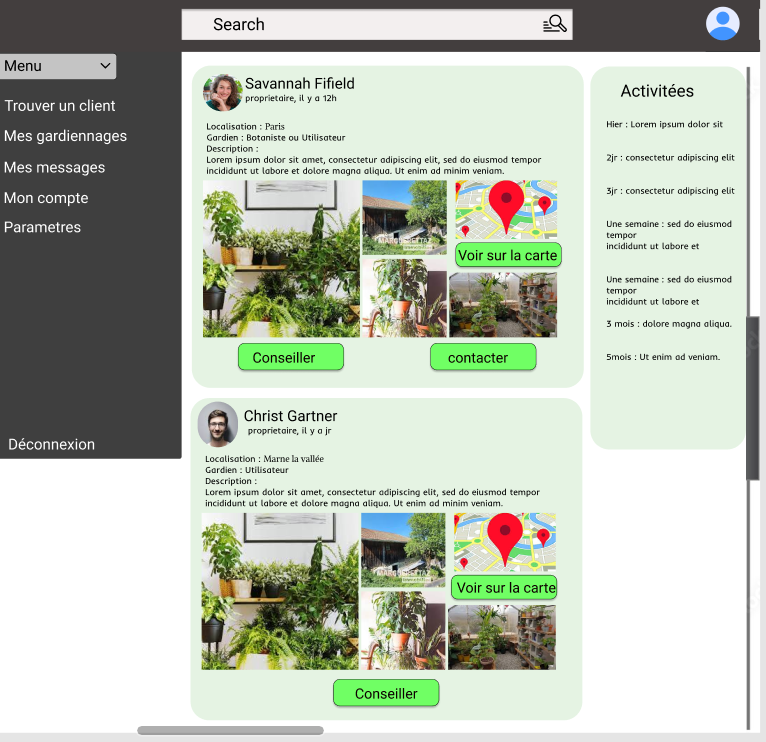 Search
Menu
Trouver un client
Mes gardiennages
Mes messages
Mon compte
Parametres
Déconnexion
Savannah Fifield
proprietaire, il y a 12h
Localisation : Paris
Gardien : Botaniste ou Utilisateur
Description :
Lorem ipsum dolor sit amet, consectetur adipiscing elit, sed do eiusmod tempor
incididunt ut labore et dolore magna aliqua. Ut enim ad minim veniam.
Voir sur la carte
Conseiller
contacter
Christ Gartner
proprietaire, il y a jr
Localisation : Marne la vallée
Gardien : Utilisateur
Description :
Lorem ipsum dolor sit amet, consectetur adipiscing elit, sed do eiusmod tempor
incididunt ut labore et dolore magna aliqua. Ut enim ad minim veniam.
Voir sur la carte
Conseiller
Activitées
Hier : Lorem ipsum dolor sit
2jr : consectetur adipiscing elit
3jr : consectetur adipiscing elit
Une semaine : sed do eiusmod
tempor
incididunt ut labore et
Une semaine : sed do eiusmod
tempor
incididunt ut labore et
3 mois : dolore magna aliqua.
5mois : Ut enim ad veniam.